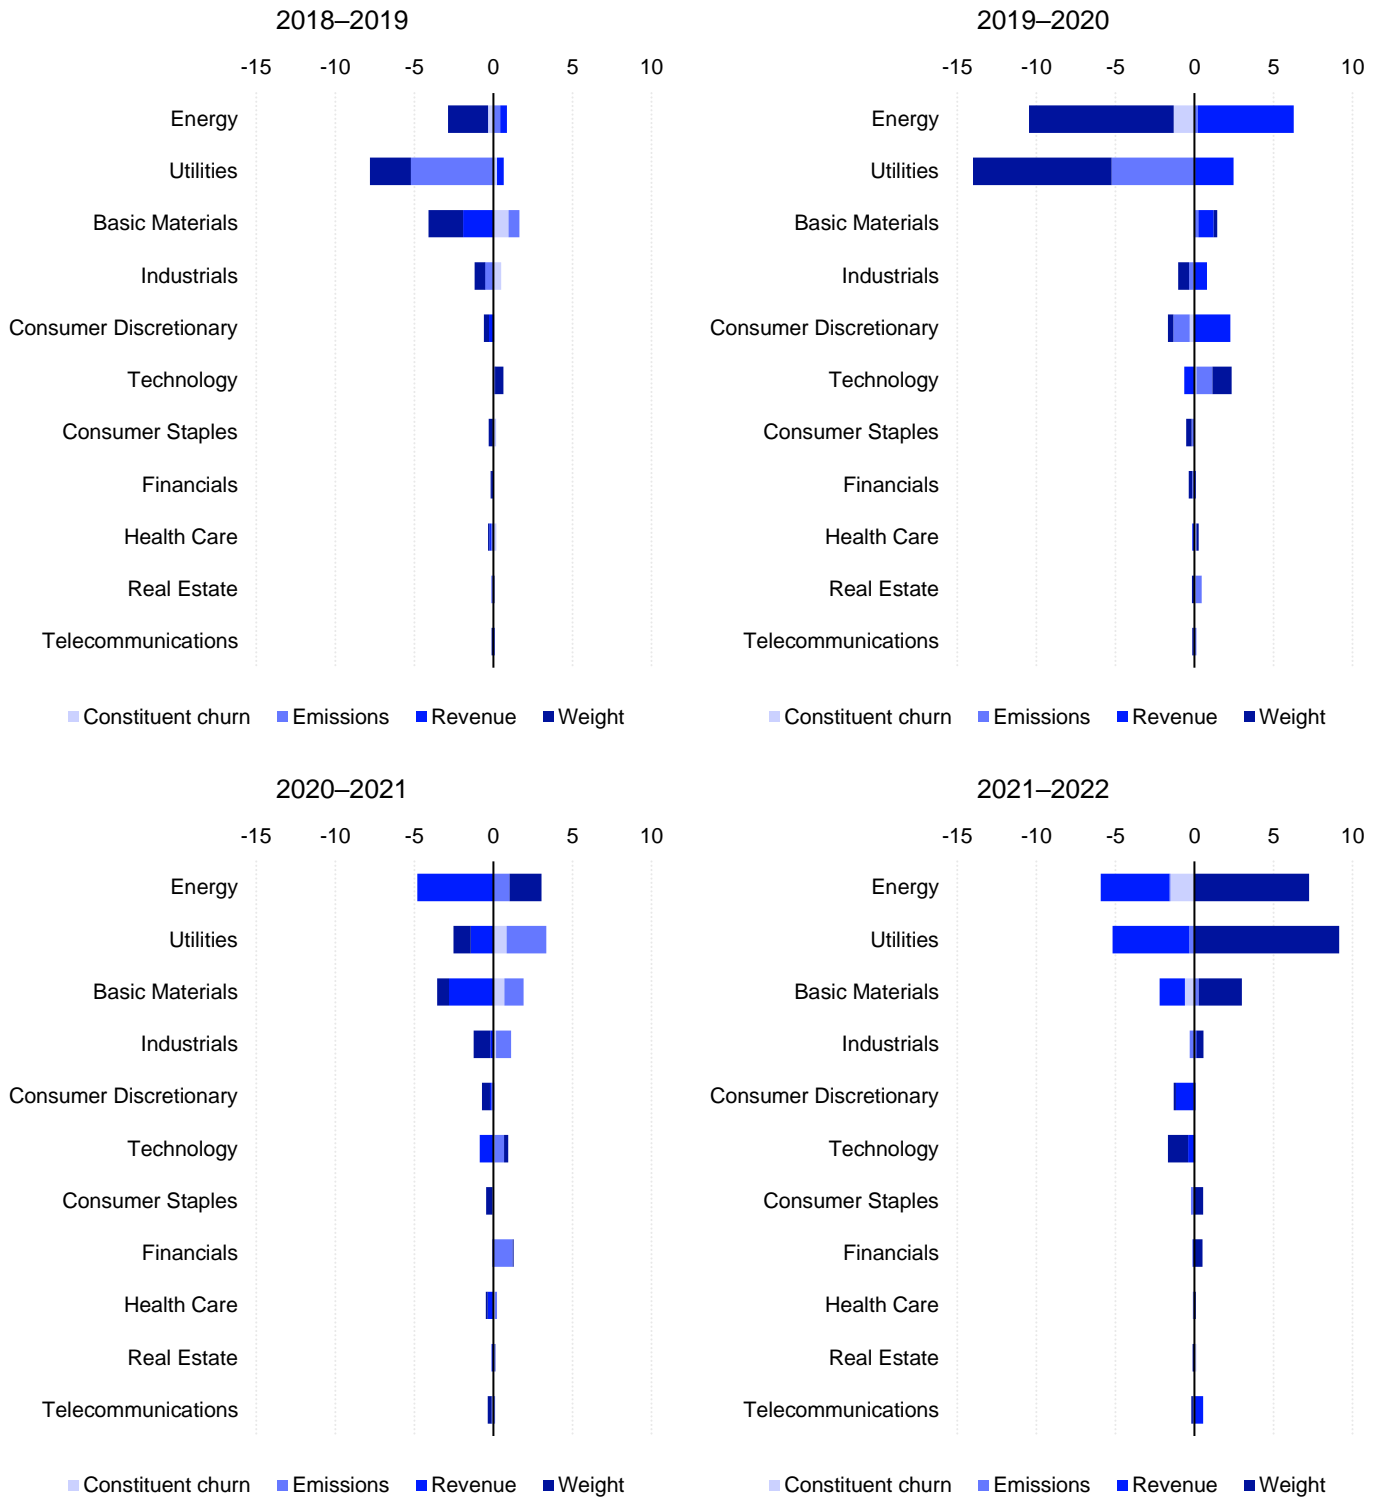 2018–2019
-15 -10 -5 0 5 10
Energy
Utilities
Basic Materials
Industrials
Consumer Discretionary
Technology
Consumer Staples
Financials
Health Care
Real Estate
Telecommunications
Constituent churn Emissions Revenue Weight
2019–2020
-15 -10 -5 0 5 10
Energy
Utilities
Basic Materials
Industrials
Consumer Discretionary
Technology
Consumer Staples
Financials
Health Care
Real Estate
Telecommunications
Constituent churn Emissions Revenue Weight
2020–2021
-15 -10 -5 0 5 10
Energy
Utilities
Basic Materials
Industrials
Consumer Discretionary
Technology
Consumer Staples
Financials
Health Care
Real Estate
Telecommunications
Constituent churn Emissions Revenue Weight
2021–2022
-15 -10 -5 0 5 10
Energy
Utilities
Basic Materials
Industrials
Consumer Discretionary
Technology
Consumer Staples
Financials
Health Care
Real Estate
Telecommunications
Constituent churn Emissions Revenue Weight